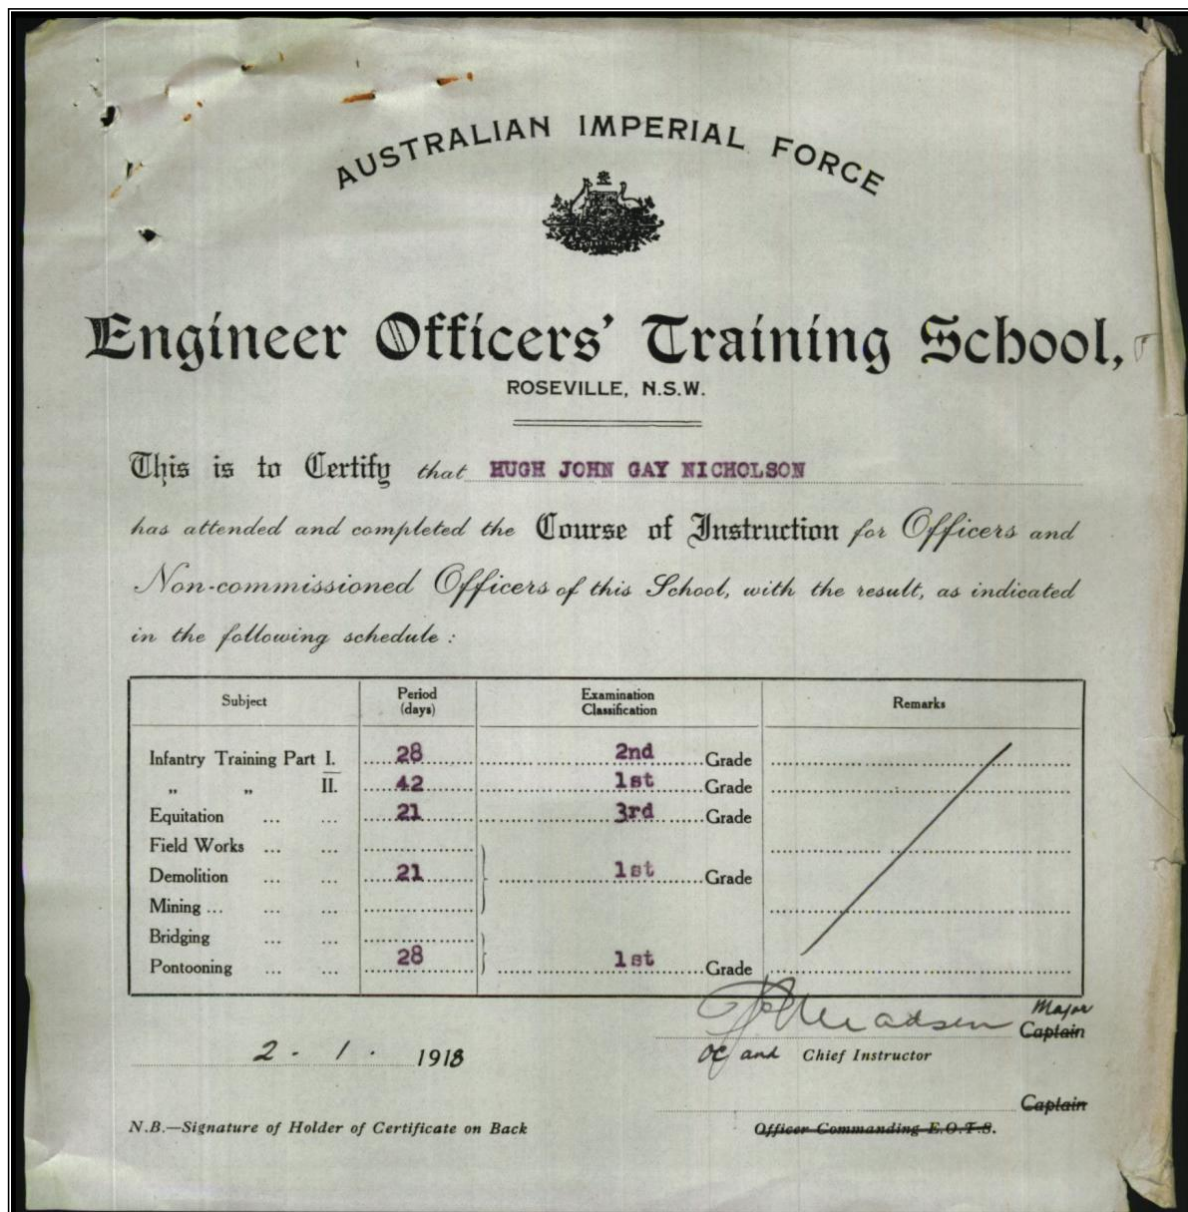 AUSTRALIAN IMPERIAL FORCE
Engineer Officers' Training School,
ROSEVILLE, N.S.W.
This is to Certify that HUGH JOHN GAY NICHOLSON
has attended and completed the Course of Instruction for Officers and
Non-commissioned Officers of this School, with the result, as indicated
in the following schedule :
Subject Period (days) Examination Classification Remarks
Infantry Training Part I. 28 2nd Grade
„ „ II. 42 1st Grade
Equitation ... ... 21 3rd Grade
Field Works ... ...
Demolition ... ... 21 1st Grade
Mining ... ... ...
Bridging ... ...
Pontooning ... ... 28 1st Grade
Madsen Major
Captain
2 . 1 . 1918 OC and Chief Instructor
Captain
N.B.—Signature of Holder of Certificate on Back Officer Commanding E.O.T.S.